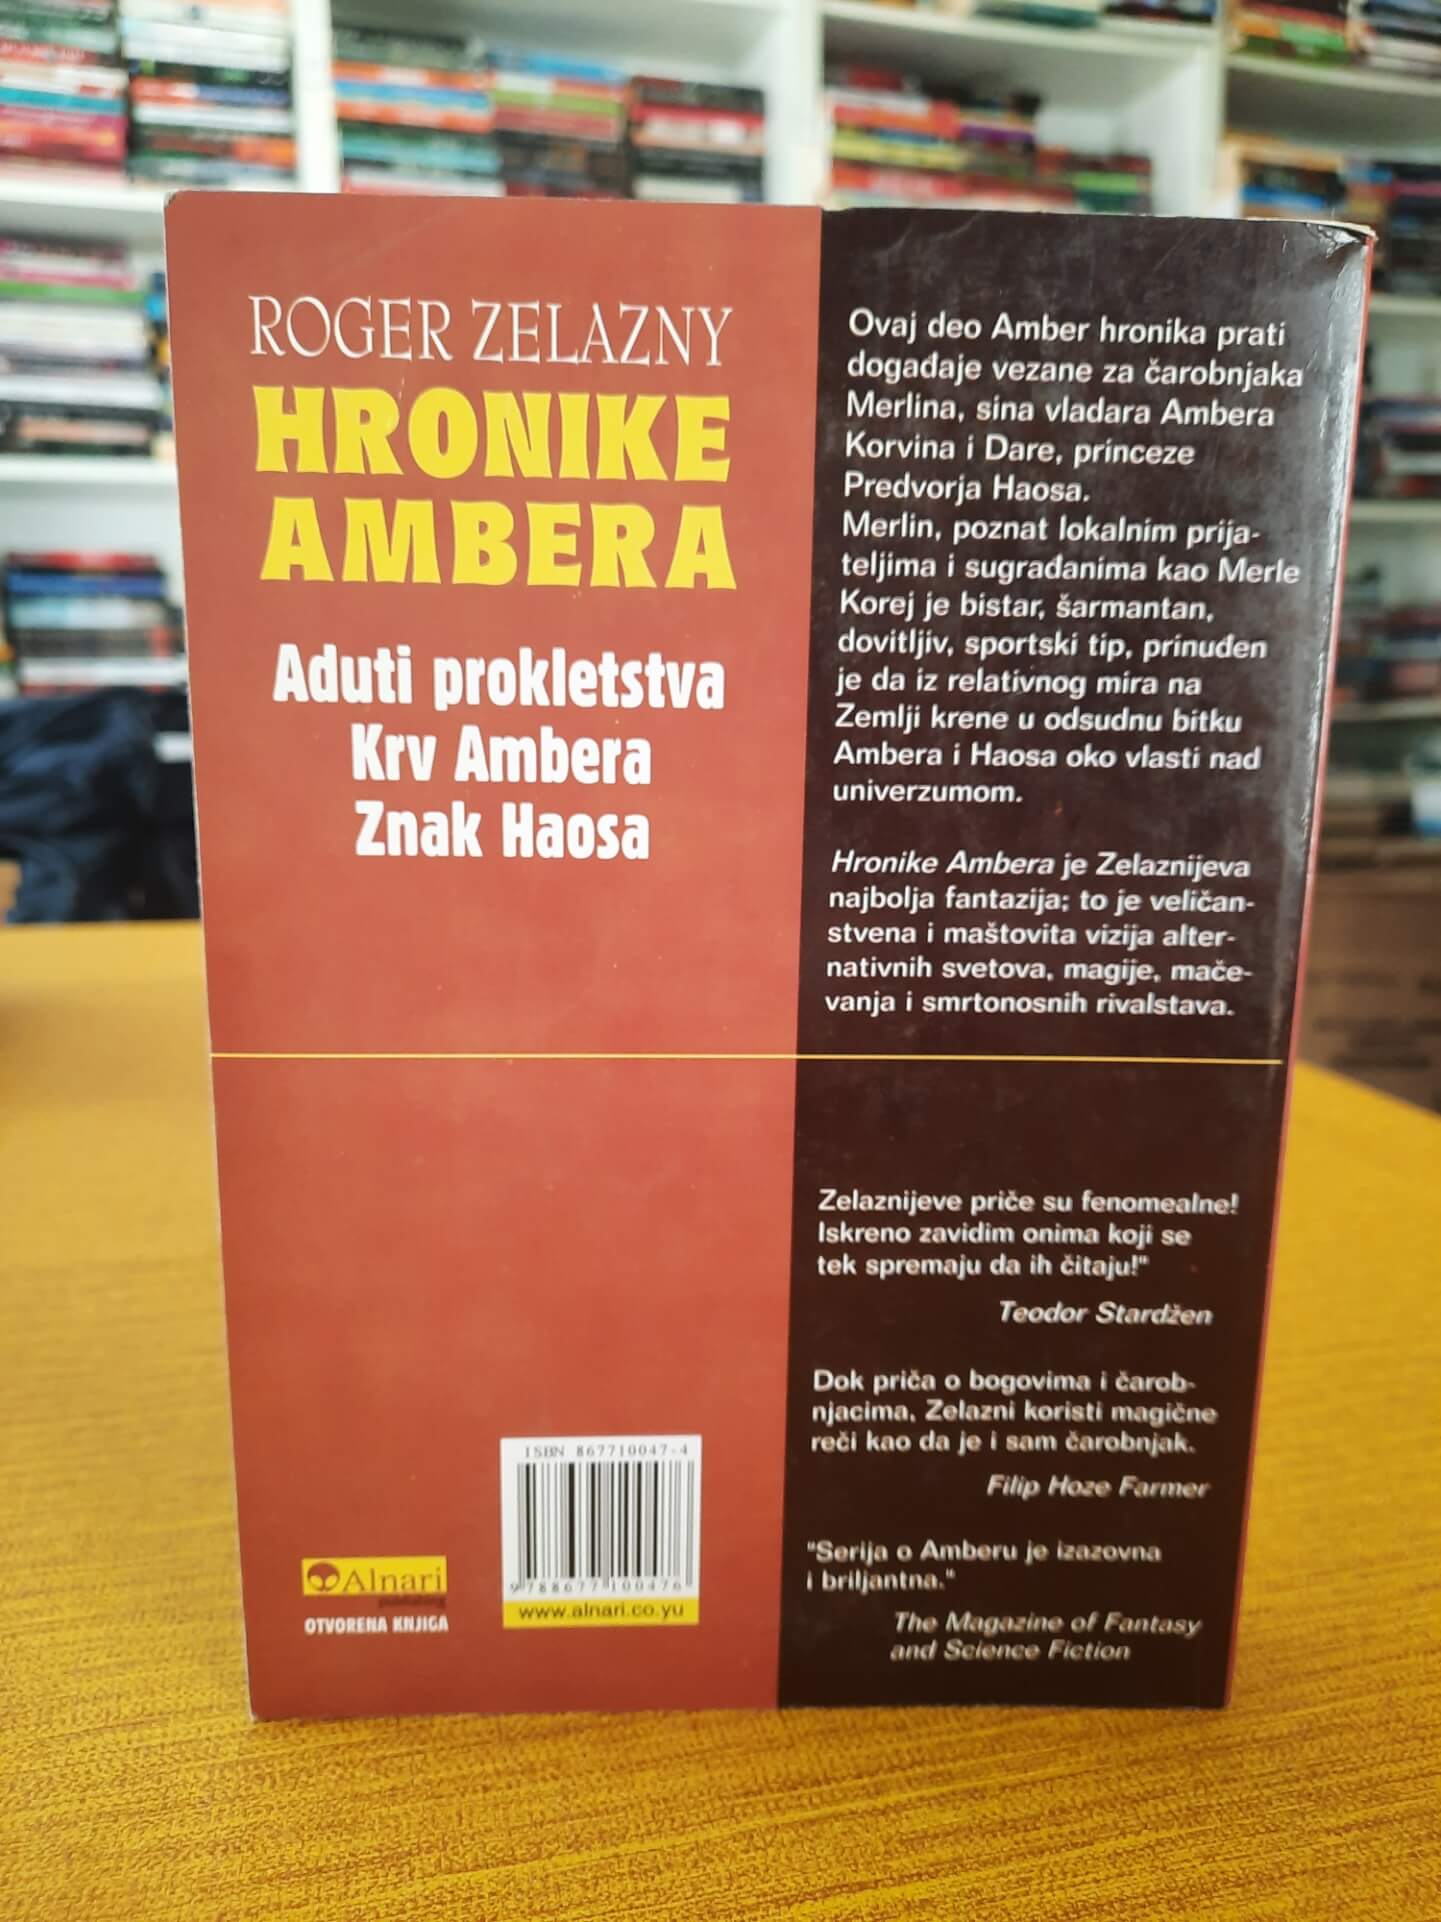 ROGER ZELAZNY
HRONIKE
AMBERA
Aduti prokletstva
Krv Ambera
Znak Haosa
Ovaj deo Amber hronika prati
događaje vezane za čarobnjaka
Merlina, sina vladara Ambera
Korvina i Dare, princeze
Predvorja Haosa.
Merlin, poznat lokalnim prija-
teljima i sugrađanima kao Merle
Korej je bistar, šarmantan,
dovitljiv, sportski tip, prinuđen
je da iz relativnog mira na
Zemlji krene u odsudnu bitku
Ambera i Haosa oko vlasti nad
univerzumom.
Hronike Ambera je Zelaznijeva
najbolja fantazija; to je veličan-
stvena i maštovita vizija alter-
nativnih svetova, magije, mače-
vanja i smrtonosnih rivalstava.
Zelaznijeve priče su fenomealne!
Iskreno zavidim onima koji se
tek spremaju da ih čitaju!"
Teodor Stardžen
Dok priča o bogovima i čarob-
njacima, Zelazni koristi magične
reči kao da je i sam čarobnjak.
Filip Hoze Farmer
"Serija o Amberu je izazovna
i briljantna."
The Magazine of Fantasy
and Science Fiction
ISBN 867710047-4
9 788677 100476
www.alnari.co.yu
Alnari
publishing
OTVORENA KNJIGA